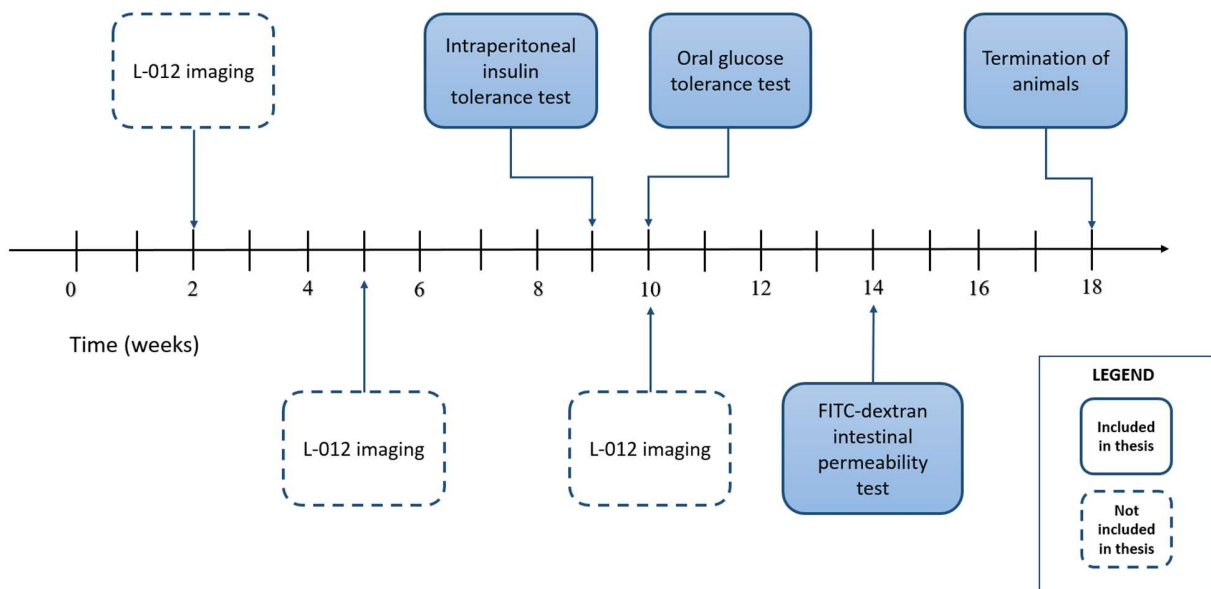 L-012 imaging
Intraperitoneal
insulin
tolerance test
Oral glucose
tolerance test
Termination of
animals
0
2
4
6
8
10
12
14
16
18
Time (weeks)
L-012 imaging
L-012 imaging
FITC-dextran
intestinal
permeability
test
LEGEND
Included
in thesis
Not
included
in thesis